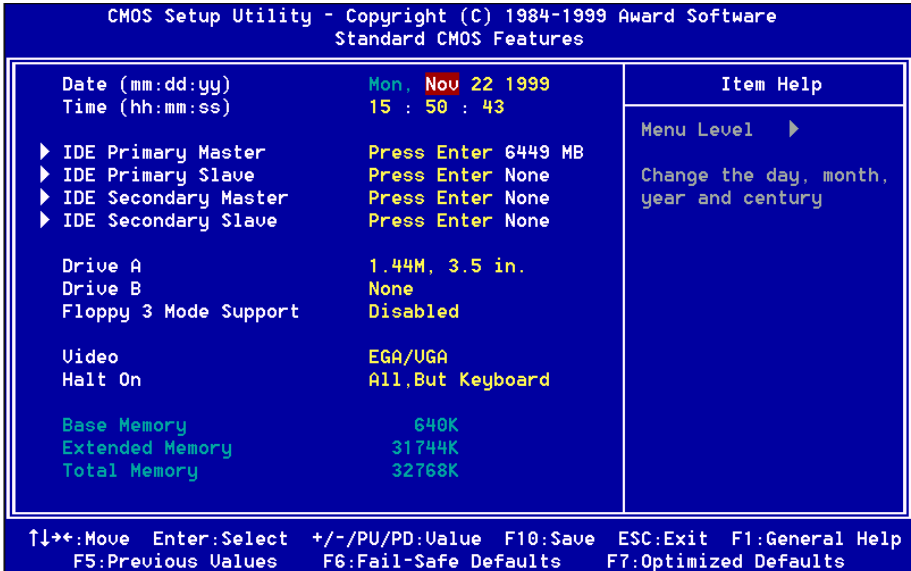 CMOS Setup Utility - Copyright (C) 1984-1999 Award Software
Standard CMOS Features
Date (mm:dd:yy) Mon, Nov 22 1999
Time (hh:mm:ss) 15 : 50 : 43
IDE Primary Master Press Enter 6449 MB
IDE Primary Slave Press Enter None
IDE Secondary Master Press Enter None
IDE Secondary Slave Press Enter None
Drive A 1.44M, 3.5 in.
Drive B None
Floppy 3 Mode Support Disabled
Video EGA/VGA
Halt On All,But Keyboard
Base Memory 640K
Extended Memory 31744K
Total Memory 32768K
Item Help
Menu Level
Change the day, month,
year and century
↑↓→←:Move Enter:Select +/-/PU/PD:Value F10:Save ESC:Exit F1:General Help
F5:Previous Values F6:Fail-Safe Defaults F7:Optimized Defaults